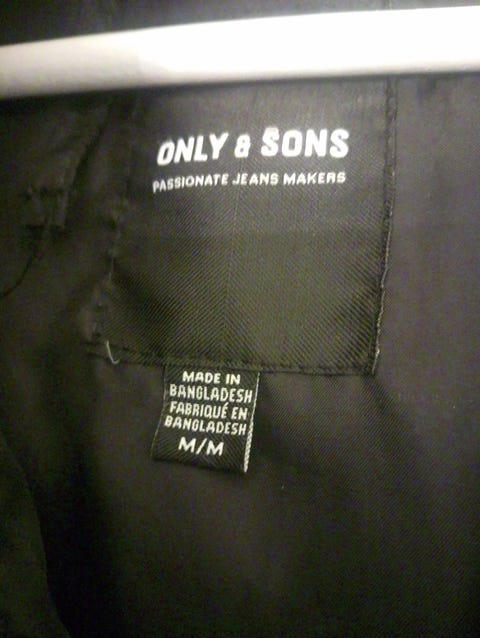 ONLY & SONS
PASSIONATE JEANS MAKERS
MADE IN
BANGLADESH
FABRIQUÉ EN
BANGLADESH
M/M